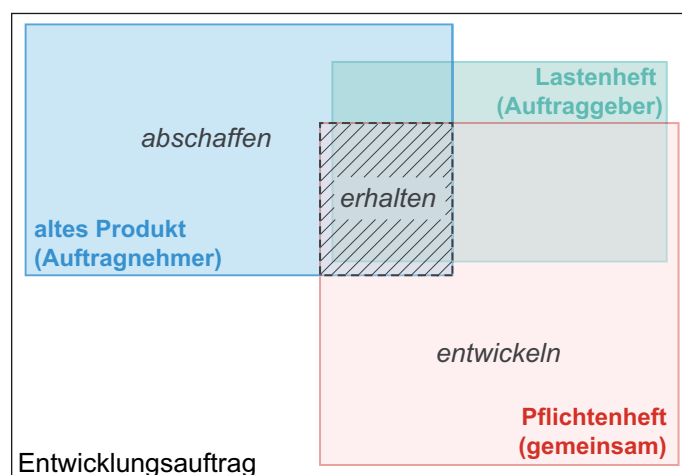 Lastenheft
(Auftraggeber)
abschaffen
erhalten
altes Produkt
(Auftragnehmer)
entwickeln
Pflichtenheft
(gemeinsam)
Entwicklungsauftrag